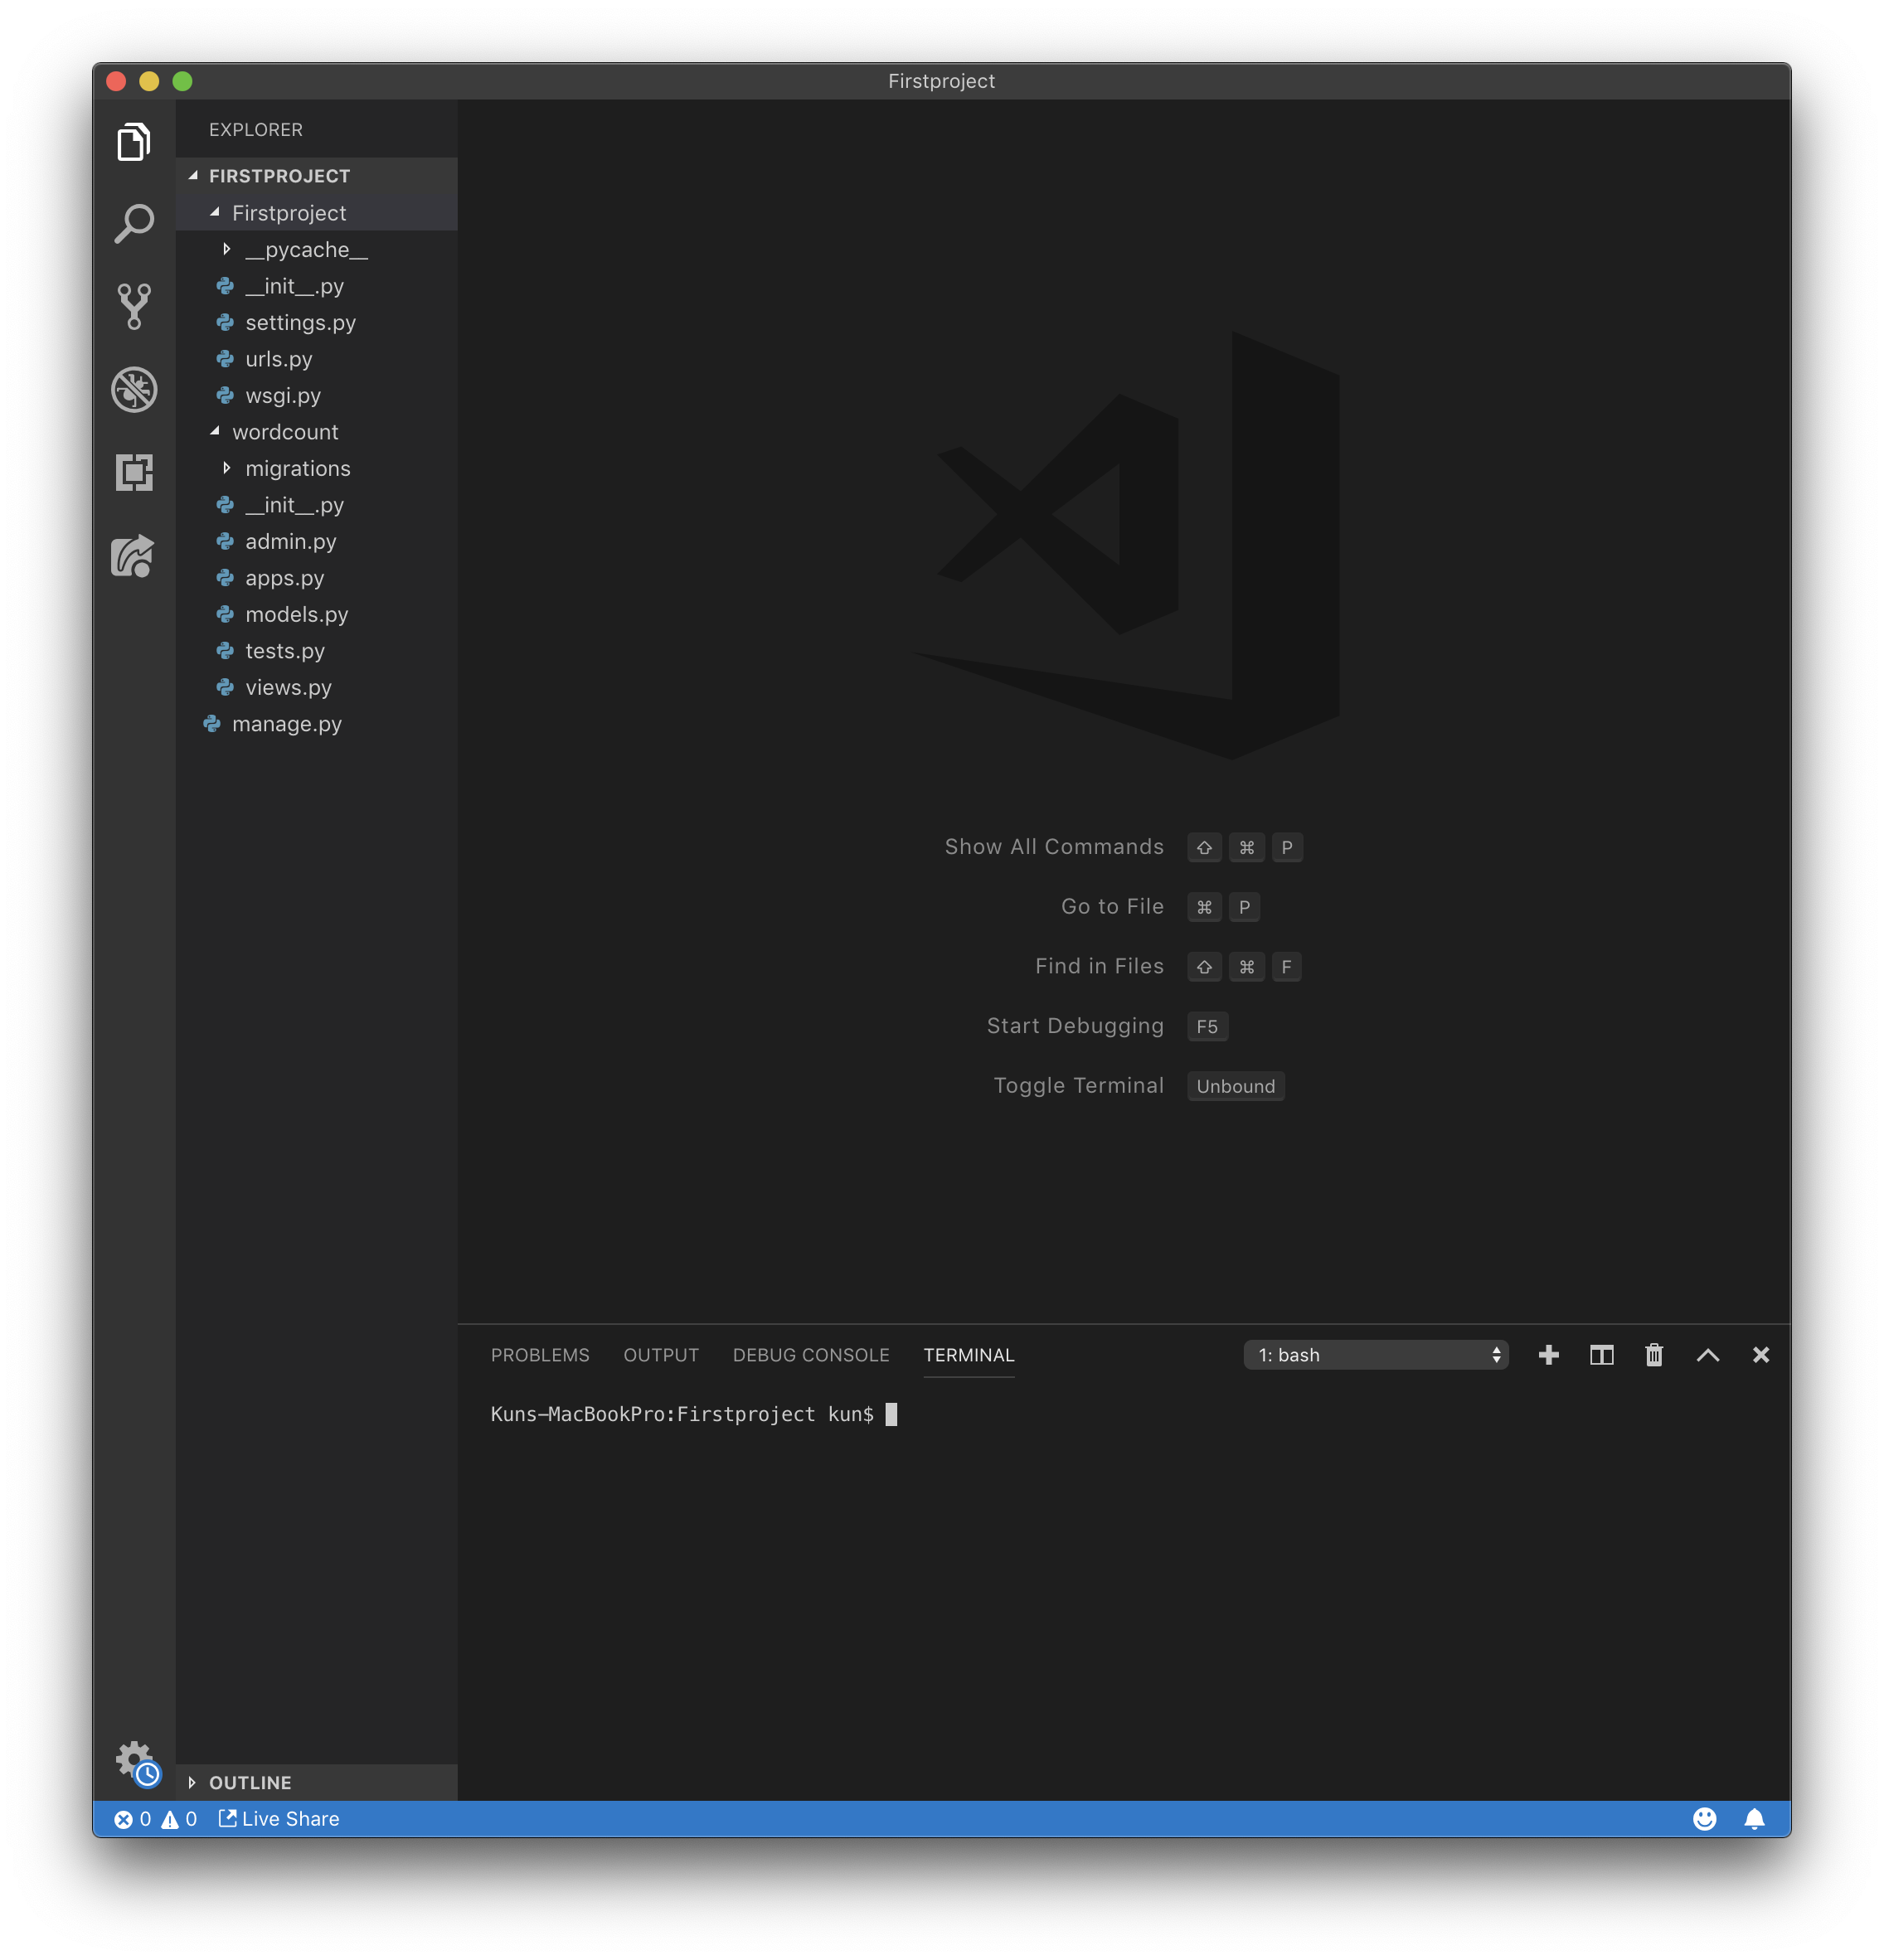 Firstproject
EXPLORER
FIRSTPROJECT
Firstproject
__pycache__
__init__.py
settings.py
urls.py
wsgi.py
wordcount
migrations
__init__.py
admin.py
apps.py
models.py
tests.py
views.py
manage.py
OUTLINE
Show All Commands ⇧ ⌘ P
Go to File ⌘ P
Find in Files ⇧ ⌘ F
Start Debugging F5
Toggle Terminal Unbound
PROBLEMS OUTPUT DEBUG CONSOLE TERMINAL 1: bash
Kuns-MacBookPro:Firstproject kun$
0 0 Live Share